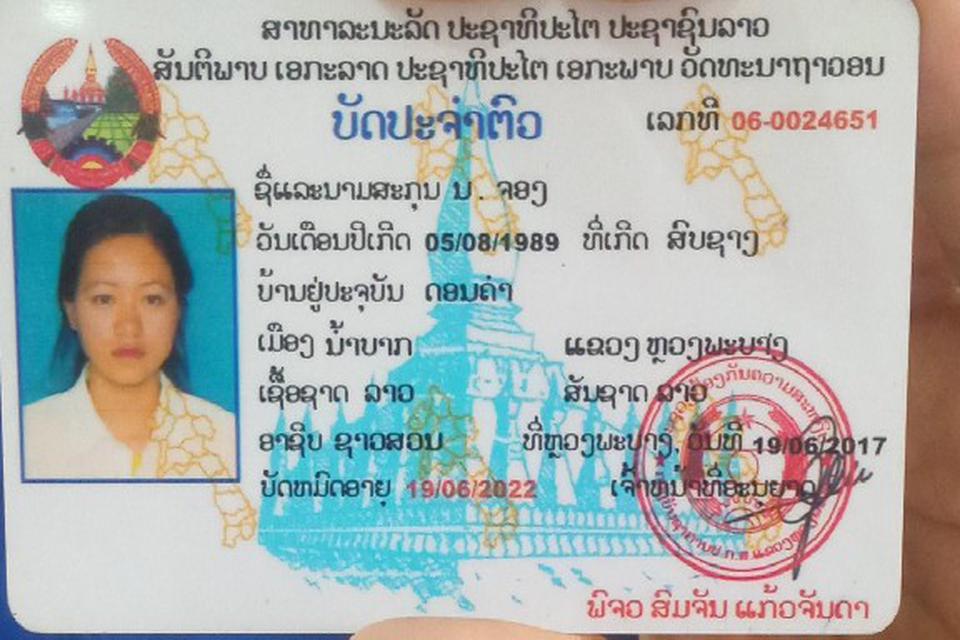 ສາທາລະນະລັດ ປະຊາທິປະໄຕ ປະຊາຊົນລາວ
ສັນຕິພາບ ເອກະລາດ ປະຊາທິປະໄຕ ເອກະພາບ ວັດທະນາຖາວອນ
ບັດປະຈຳຕົວ ເລກທີ 06-0024651
ຊື່ແລະນາມສະກຸນ ນ. ຈອງ
ວັນເດືອນປີເກີດ 05/08/1989 ທີ່ເກີດ ສົບຊາງ
ບ້ານຢູ່ປະຈຸບັນ ດອນຄຳ
ເມືອງ ນ້ຳບາກ ແຂວງ ຫຼວງພະບາງ
ເຊື້ອຊາດ ລາວ ສັນຊາດ ລາວ
ອາຊີບ ຊາວສວນ ທີ່ຫຼວງພະບາງ, ວັນທີ 19/06/2017
ບັດຫມົດອາຍຸ 19/06/2022 ເຈົ້າຫນ້າທີ່ອະນຸຍາດ
ພົຈວ ສົມຈັນ ແກ້ວຈັນດາ